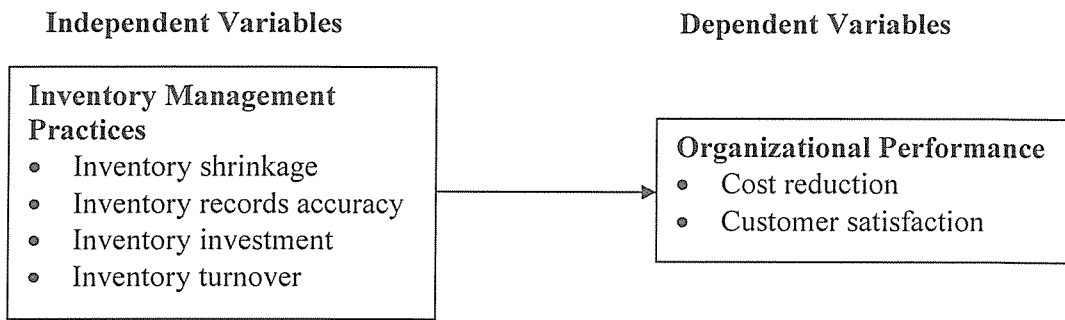 Independent Variables
Dependent Variables
Inventory Management
Practices
• Inventory shrinkage
• Inventory records accuracy
• Inventory investment
• Inventory turnover
Organizational Performance
• Cost reduction
• Customer satisfaction